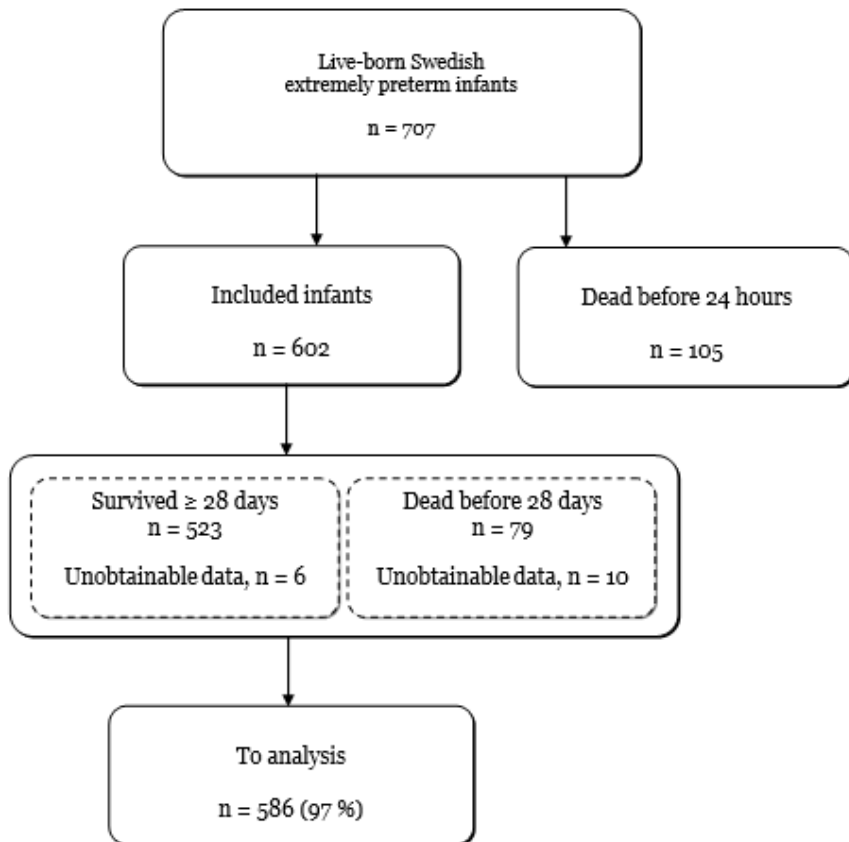 Live-born Swedish
extremely preterm infants
n = 707
Included infants
n = 602
Dead before 24 hours
n = 105
Survived ≥ 28 days
n = 523
Unobtainable data, n = 6
Dead before 28 days
n = 79
Unobtainable data, n = 10
To analysis
n = 586 (97 %)